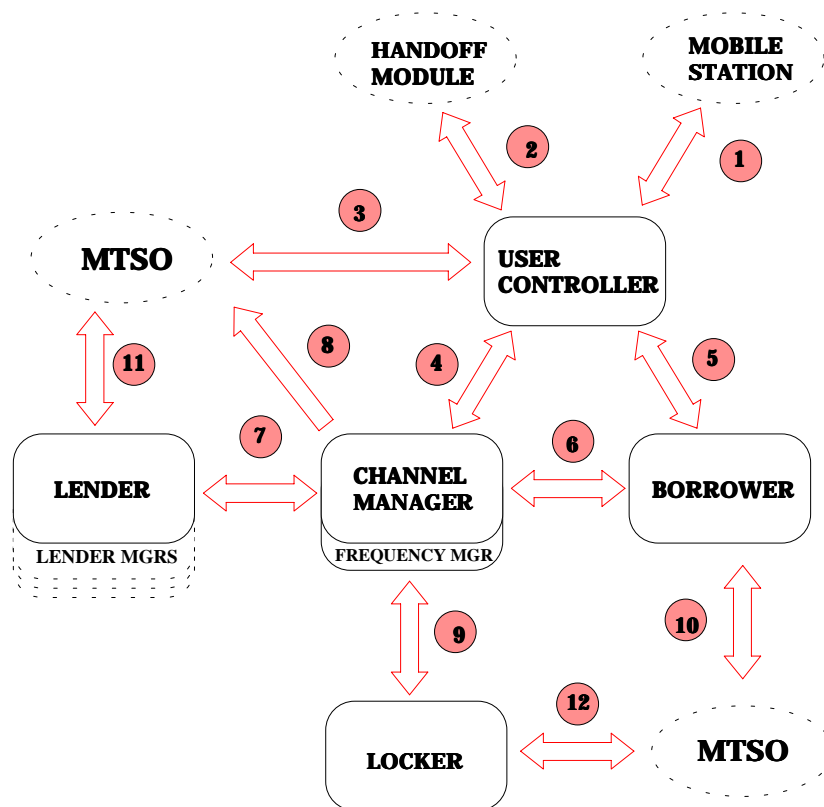 HANDOFF
MODULE
MOBILE
STATION
2
1
3
MTSO
USER
CONTROLLER
8
4
5
11
7
6
LENDER
CHANNEL
MANAGER
BORROWER
LENDER MGRS
FREQUENCY MGR
9
10
12
LOCKER
MTSO